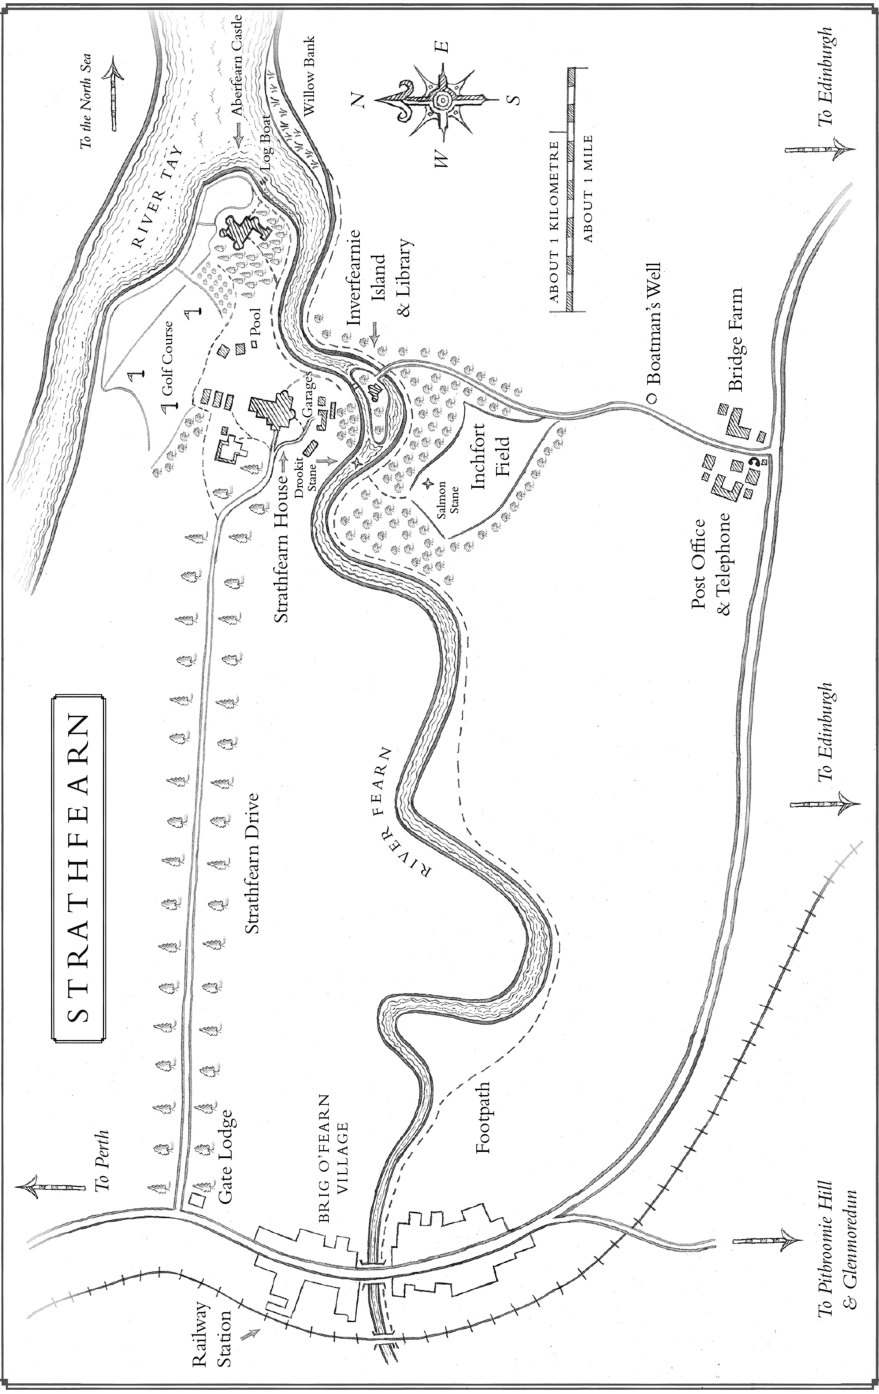 STRATHFEARN
To Perth
Gate Lodge
Strathfearn Drive
Railway
Station
BRIG O'FEARN
VILLAGE
Footpath
RIVER FEARN
To Pitbroomie Hill
& Glenmoredun
To Edinburgh
Strathfearn House
Drookit
Stane
Garages
Golf Course
Pool
RIVER TAY
To the North Sea
Aberfearn Castle
Log Boat
Willow Bank
Inverfearnie
Island
& Library
Salmon
Stane
Inchfort
Field
Boatman's Well
Bridge Farm
Post Office
& Telephone
N
E
S
W
ABOUT 1 KILOMETRE
ABOUT 1 MILE
To Edinburgh